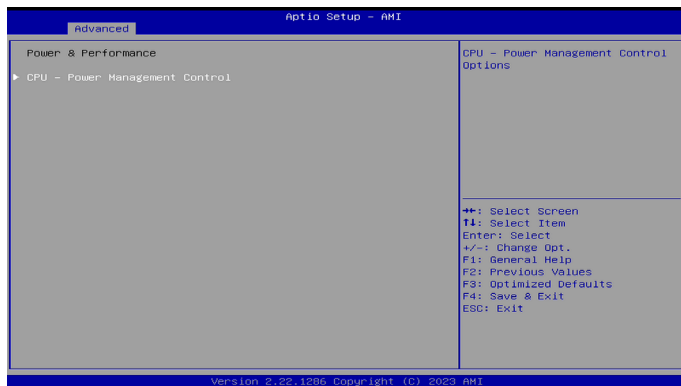 Aptio Setup – AMI
Advanced
Power & Performance
▶ CPU – Power Management Control
CPU – Power Management Control
Options
→←: Select Screen
↑↓: Select Item
Enter: Select
+/-: Change Opt.
F1: General Help
F2: Previous Values
F3: Optimized Defaults
F4: Save & Exit
ESC: Exit
Version 2.22.1286 Copyright (C) 2023 AMI